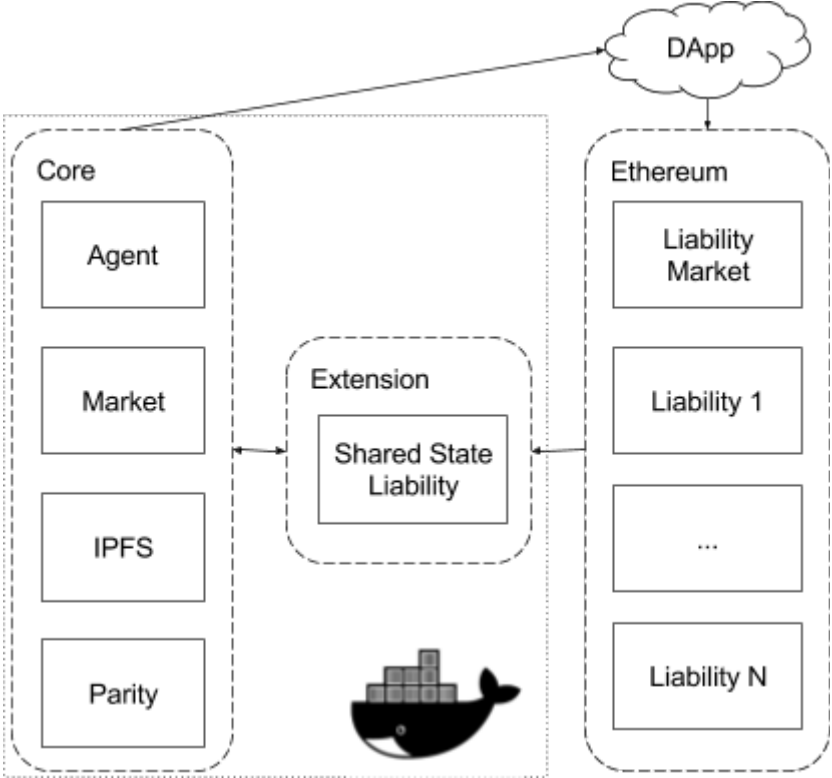 DApp
Core
Agent
Market
IPFS
Parity
Extension
Shared State
Liability
Ethereum
Liability
Market
Liability 1
...
Liability N